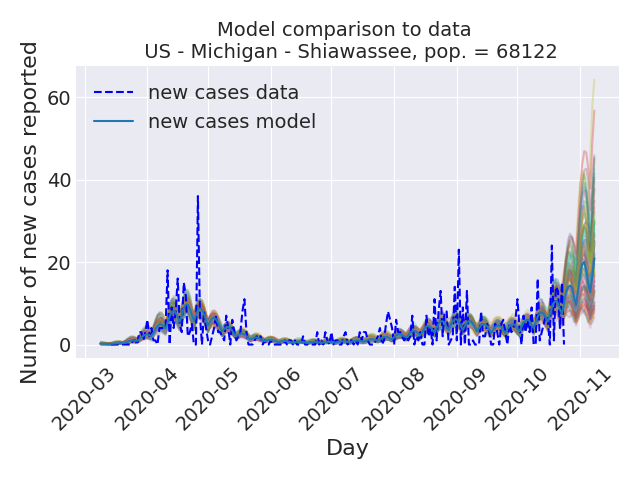 Model comparison to data
US - Michigan - Shiawassee, pop. = 68122
Number of new cases reported
60
40
20
0
new cases data
new cases model
2020-03
2020-04
2020-05
2020-06
2020-07
2020-08
2020-09
2020-10
2020-11
Day